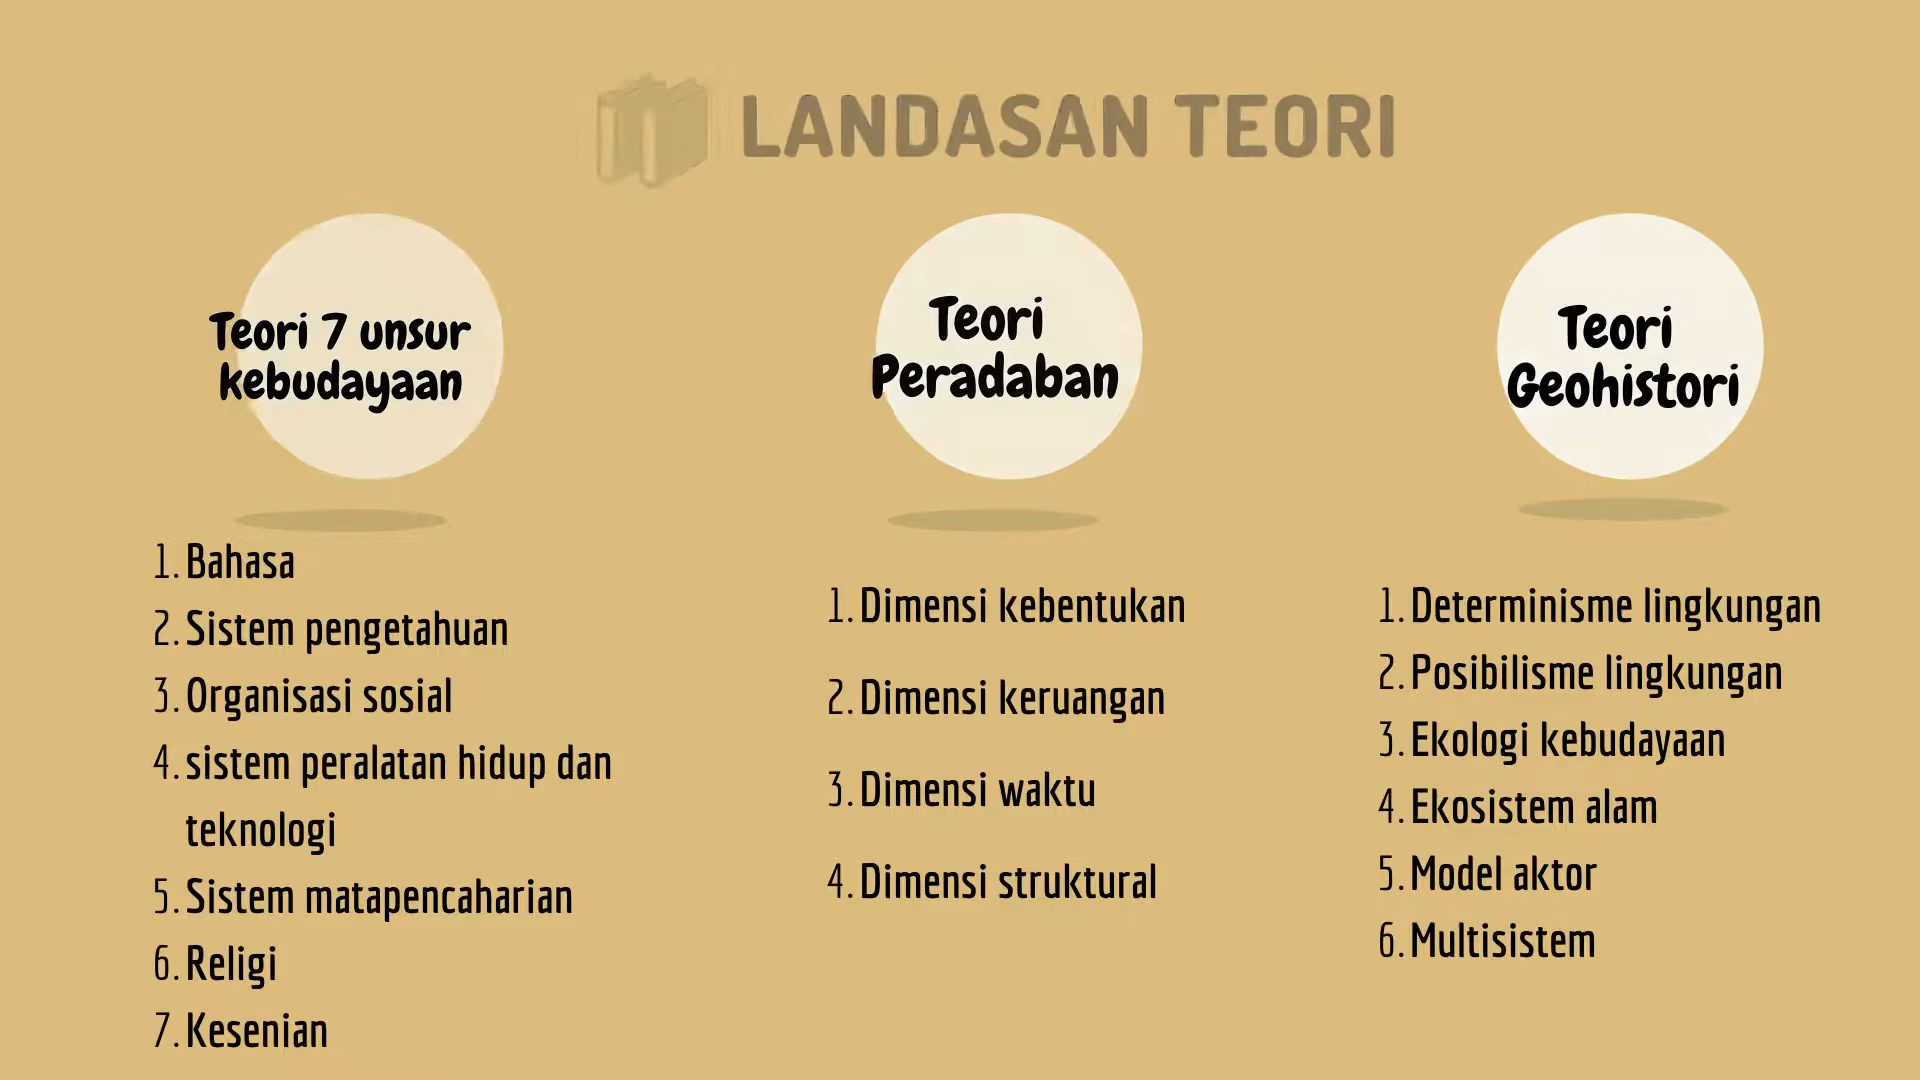 LANDASAN TEORI
Teori 7 unsur
kebudayaan
1. Bahasa
2. Sistem pengetahuan
3. Organisasi sosial
4. sistem peralatan hidup dan
teknologi
5. Sistem matapencaharian
6. Religi
7. Kesenian
Teori
Peradaban
1. Dimensi kebentukan
2. Dimensi keruangan
3. Dimensi waktu
4. Dimensi struktural
Teori
Geohistori
1. Determinisme lingkungan
2. Posibilisme lingkungan
3. Ekologi kebudayaan
4. Ekosistem alam
5. Model aktor
6. Multisistem